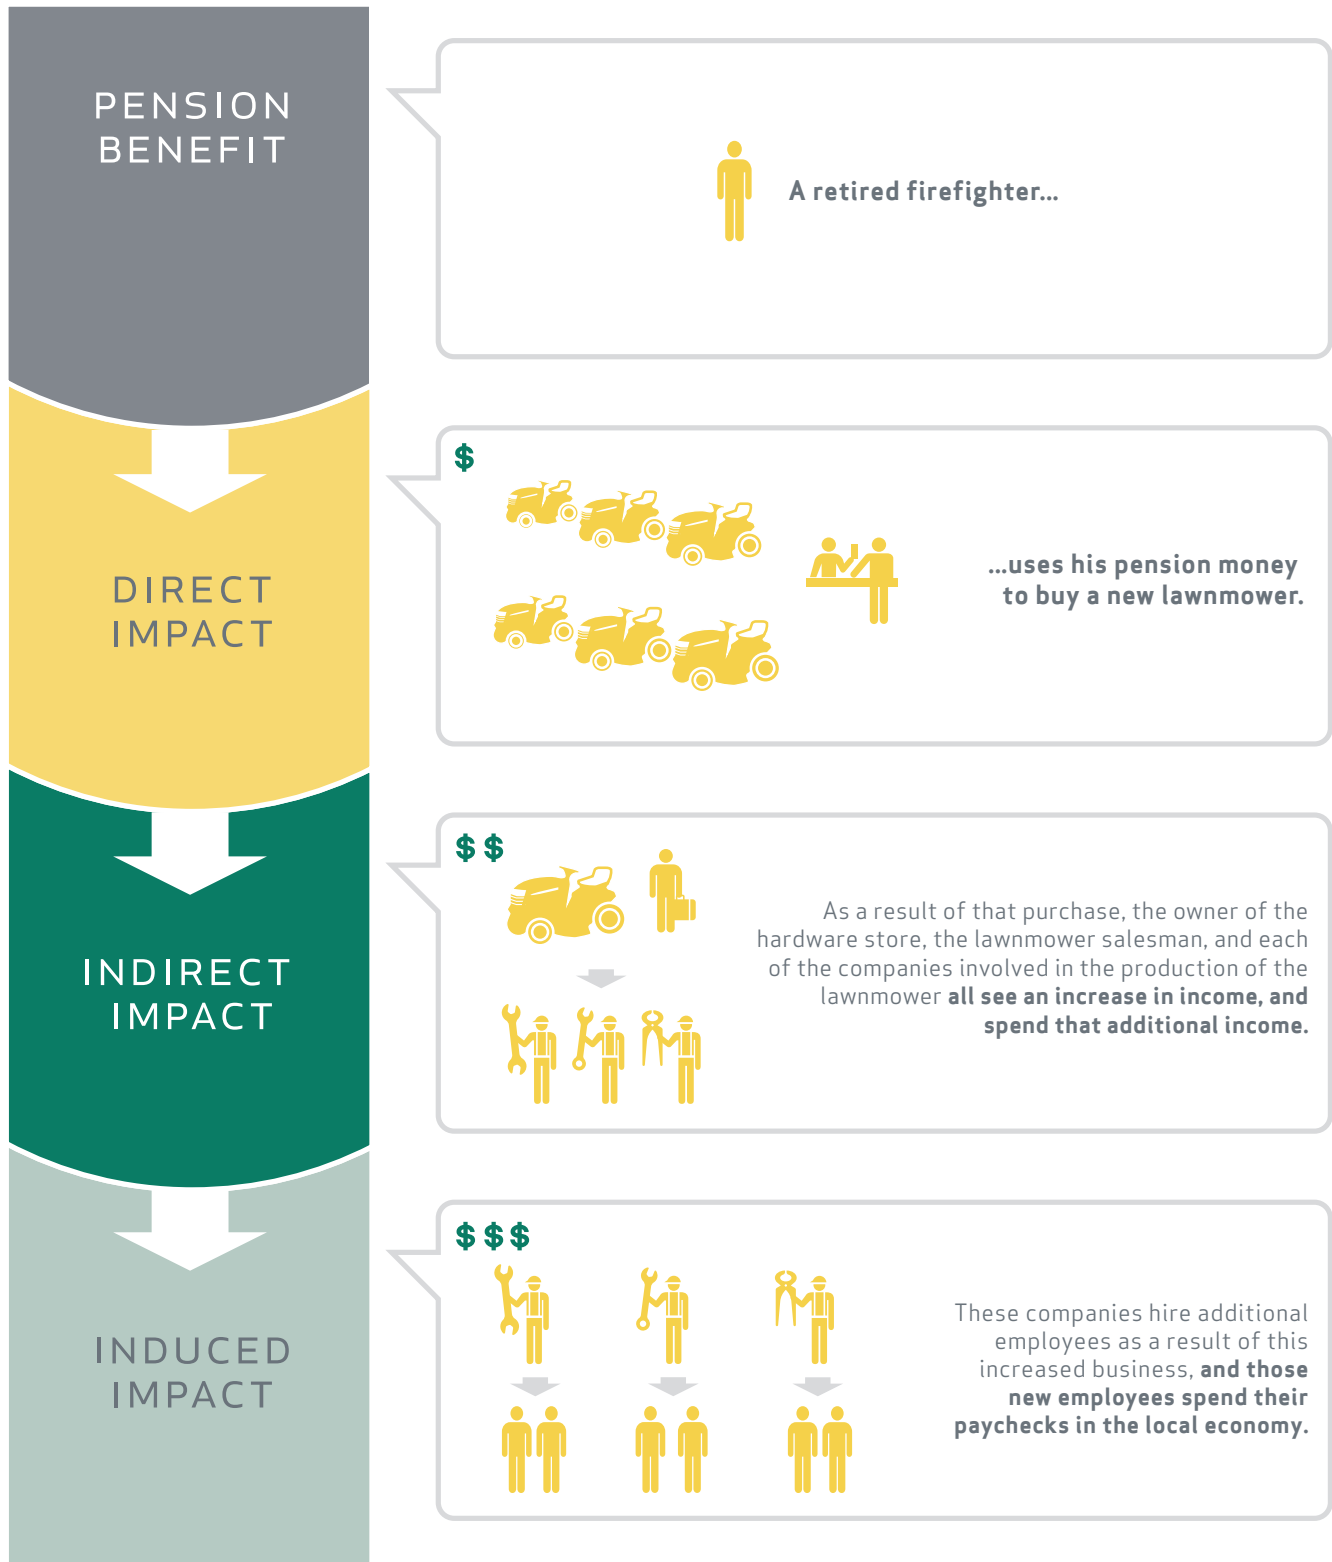 PENSION
BENEFIT
A retired firefighter...
DIRECT
IMPACT
$
...uses his pension money
to buy a new lawnmower.
INDIRECT
IMPACT
$$
As a result of that purchase, the owner of the
hardware store, the lawnmower salesman, and each
of the companies involved in the production of the
lawnmower all see an increase in income, and
spend that additional income.
INDUCED
IMPACT
$$$
These companies hire additional
employees as a result of this
increased business, and those
new employees spend their
paychecks in the local economy.